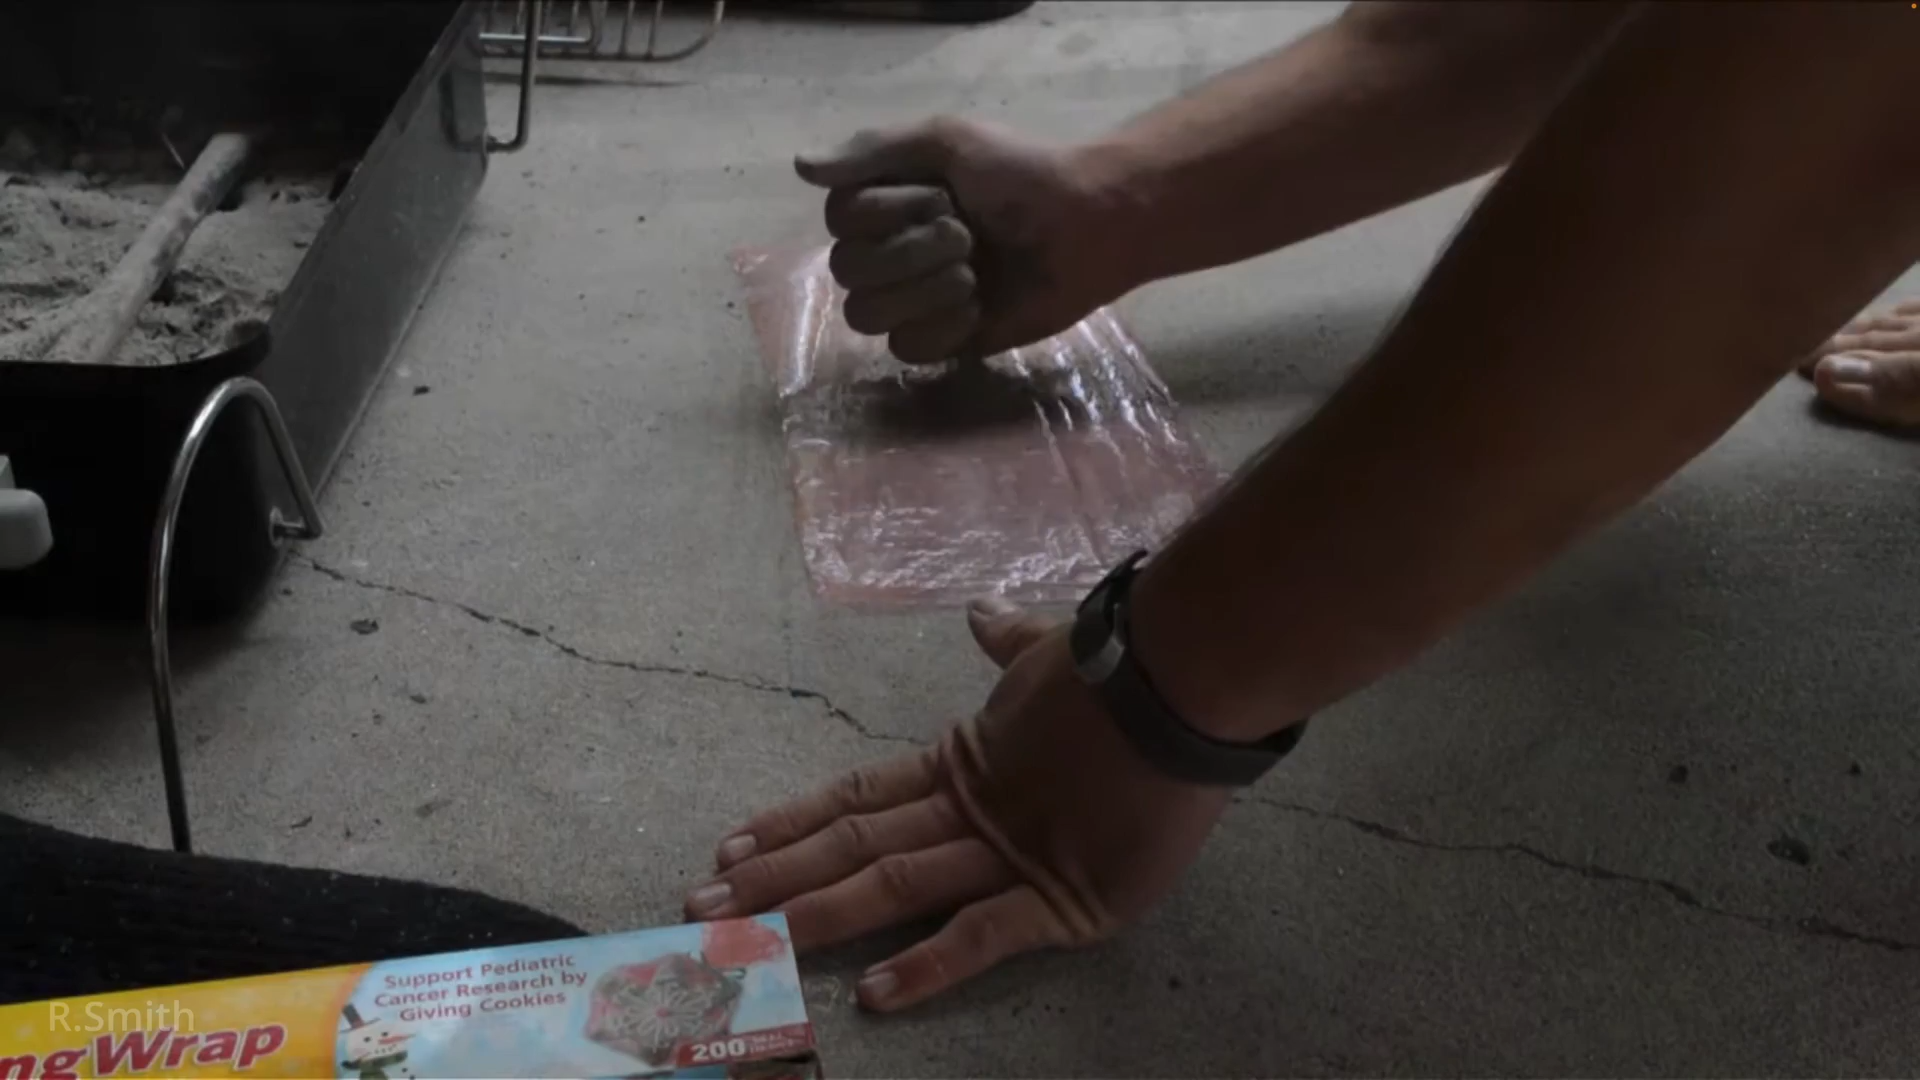 Support Pediatric
Cancer Research by
Giving Cookies
R.Smith
ngWrap
200